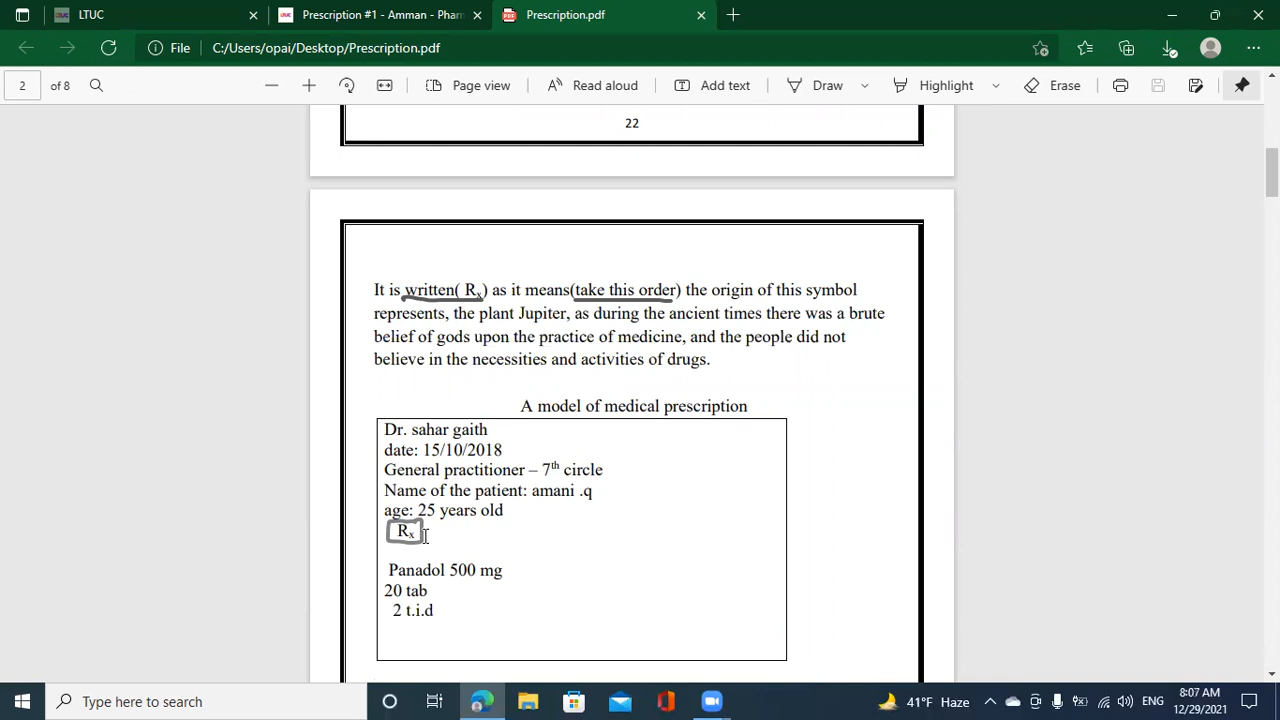 LTUC
Prescription #1 - Amman - Phar
Prescription.pdf
File
C:/Users/opai/Desktop/Prescription.pdf
2 of 8
Page view
Read aloud
Add text
Draw
Highlight
Erase
22
It is written( Rx) as it means(take this order) the origin of this symbol
represents, the plant Jupiter, as during the ancient times there was a brute
belief of gods upon the practice of medicine, and the people did not
believe in the necessities and activities of drugs.
A model of medical prescription
Dr. sahar gaith
date: 15/10/2018
General practitioner – 7th circle
Name of the patient: amani .q
age: 25 years old
Rx
Panadol 500 mg
20 tab
2 t.i.d
Type here to search
41°F Haze
ENG
8:07 AM
12/29/2021